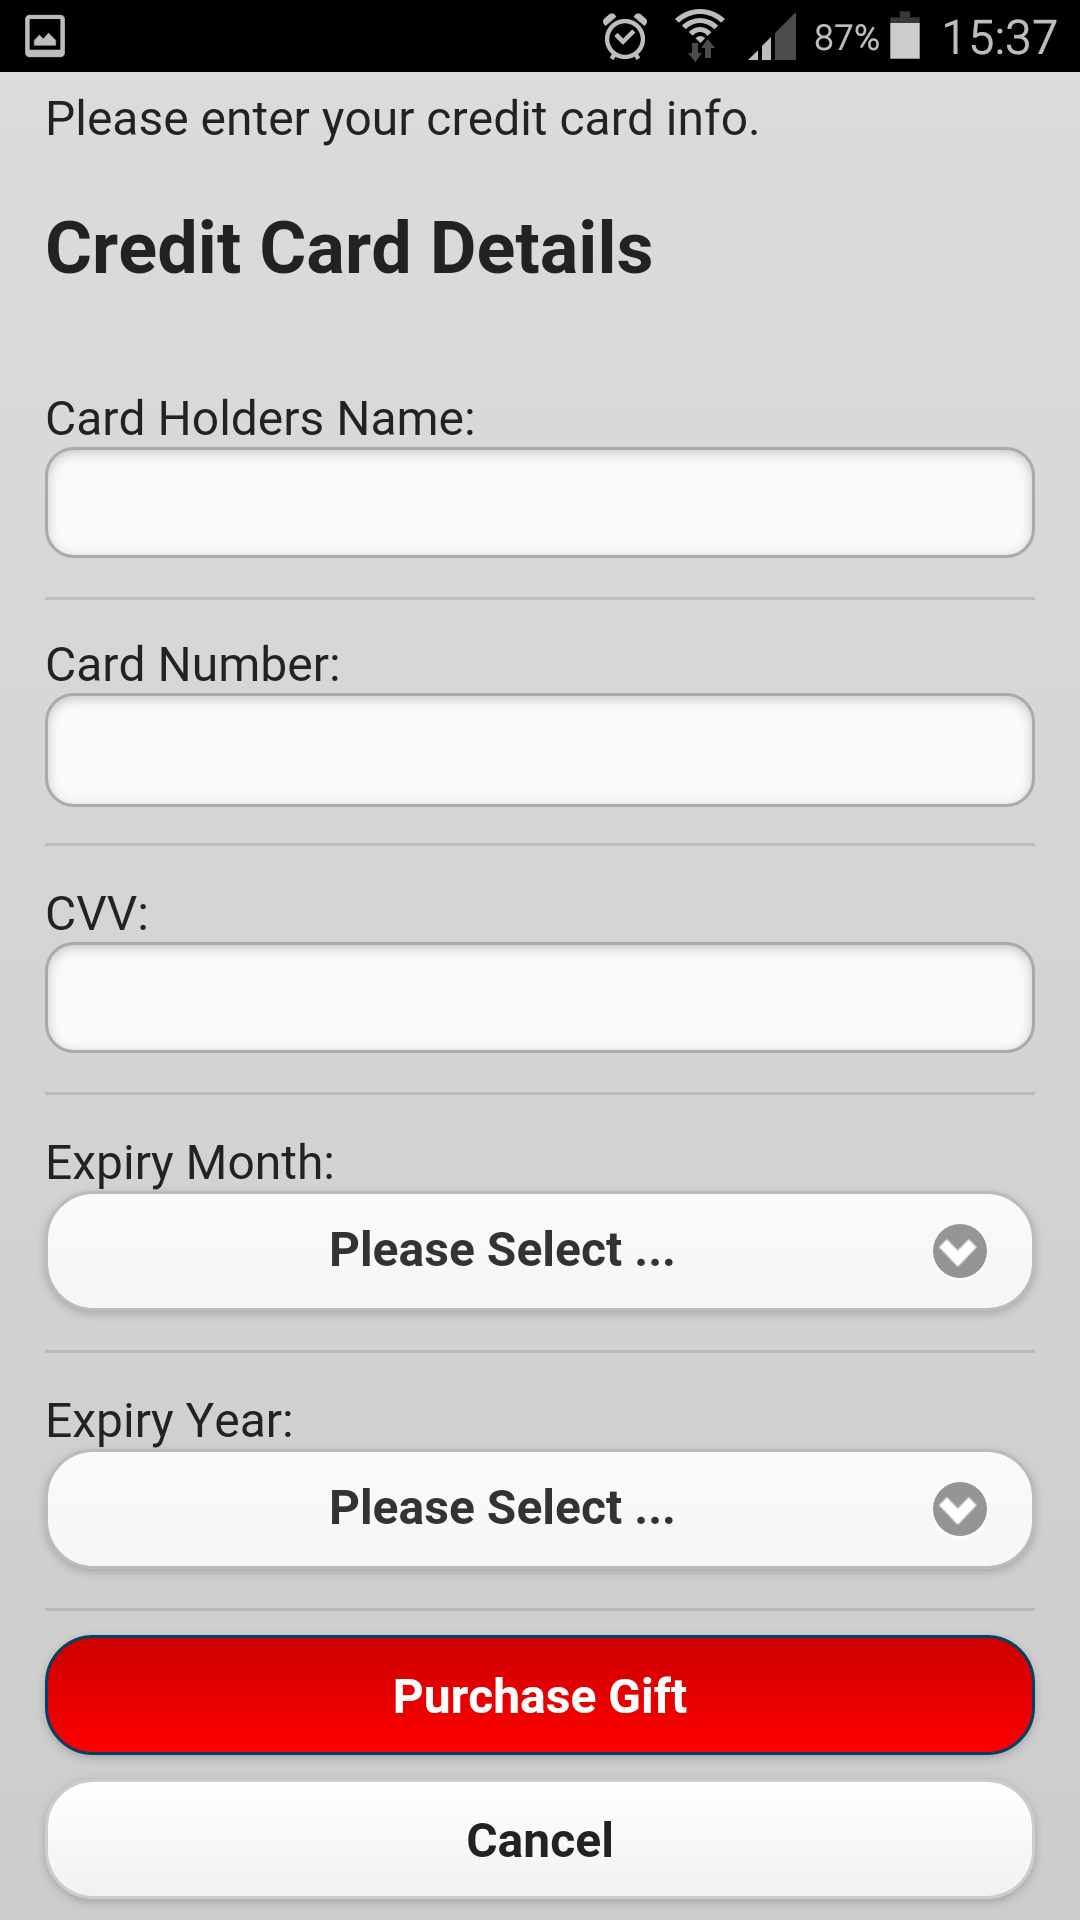 87% 15:37
Please enter your credit card info.
Credit Card Details
Card Holders Name:
Card Number:
CVV:
Expiry Month:
Please Select ...
Expiry Year:
Please Select ...
Purchase Gift
Cancel